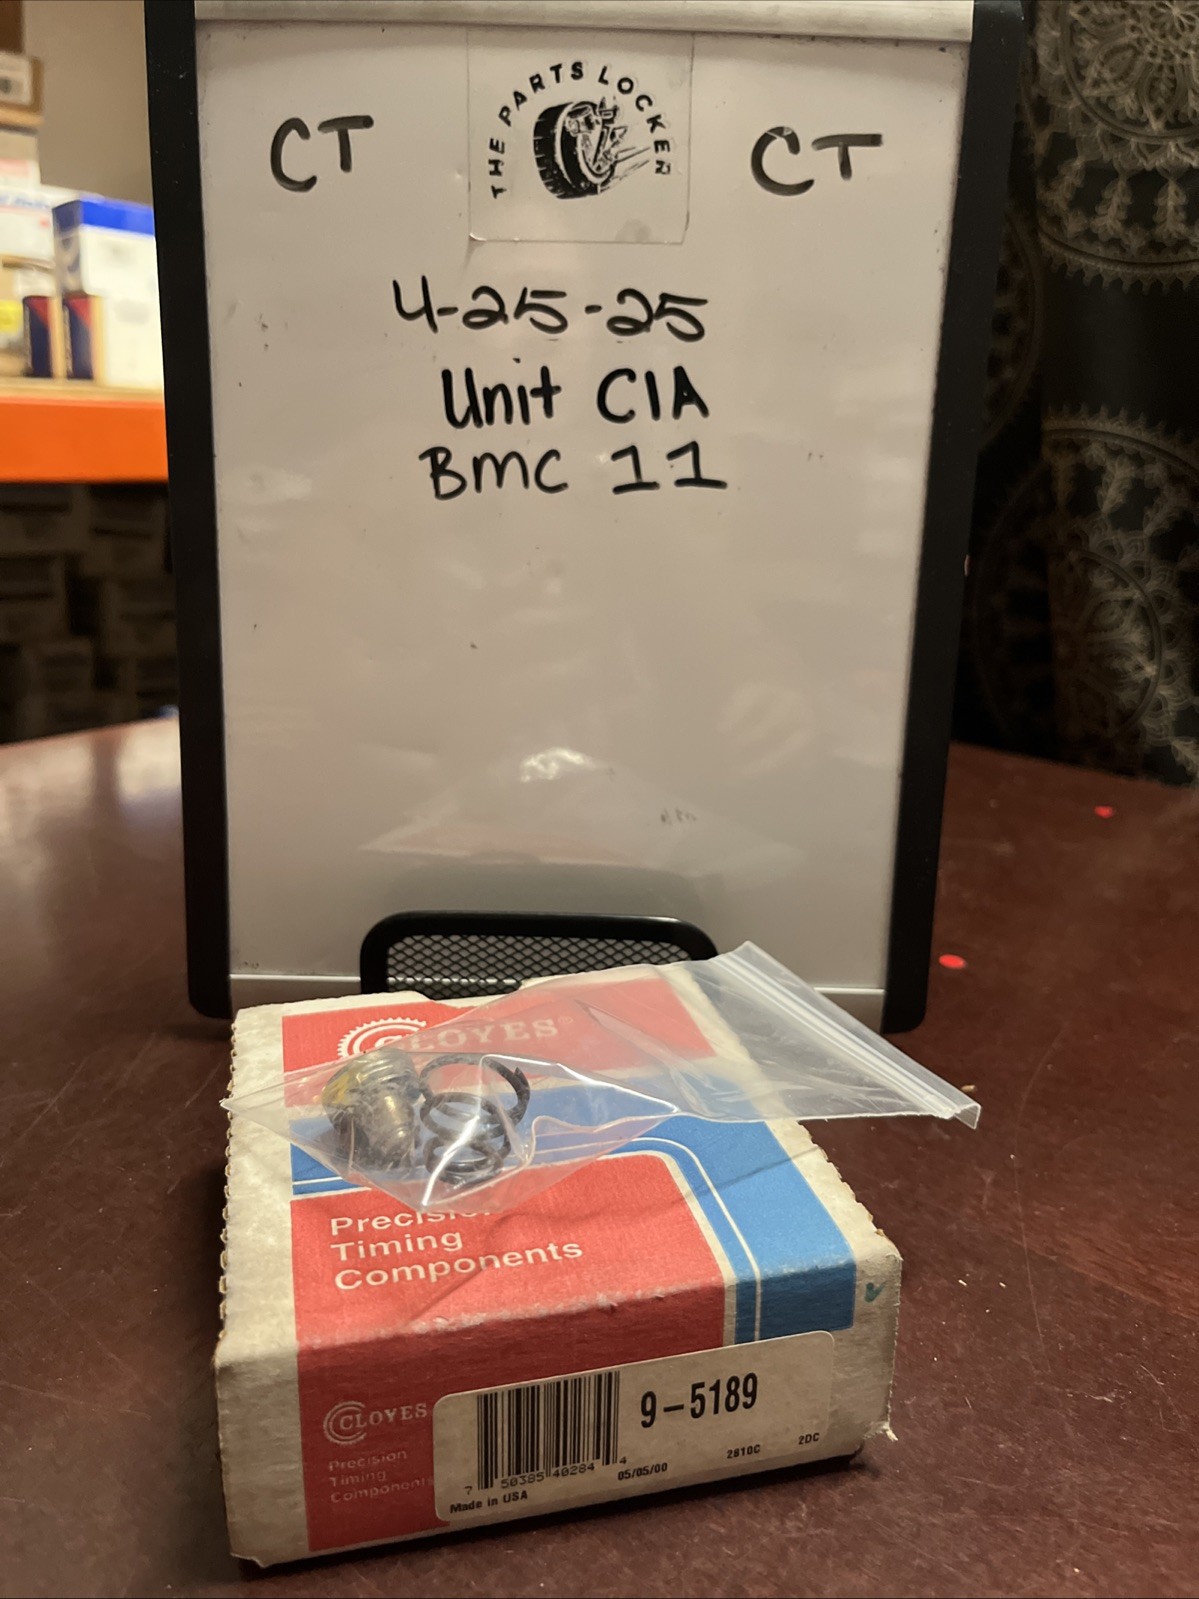 THE PARTS LOCKER
CT CT
4-25-25
Unit C1A
BMC 11
CLOYES®
Precision
Timing
Components
CLOYES
Precision
Timing
Components
9-5189
7 50385 40284 4
05/05/00 2810C 2DC
Made in USA